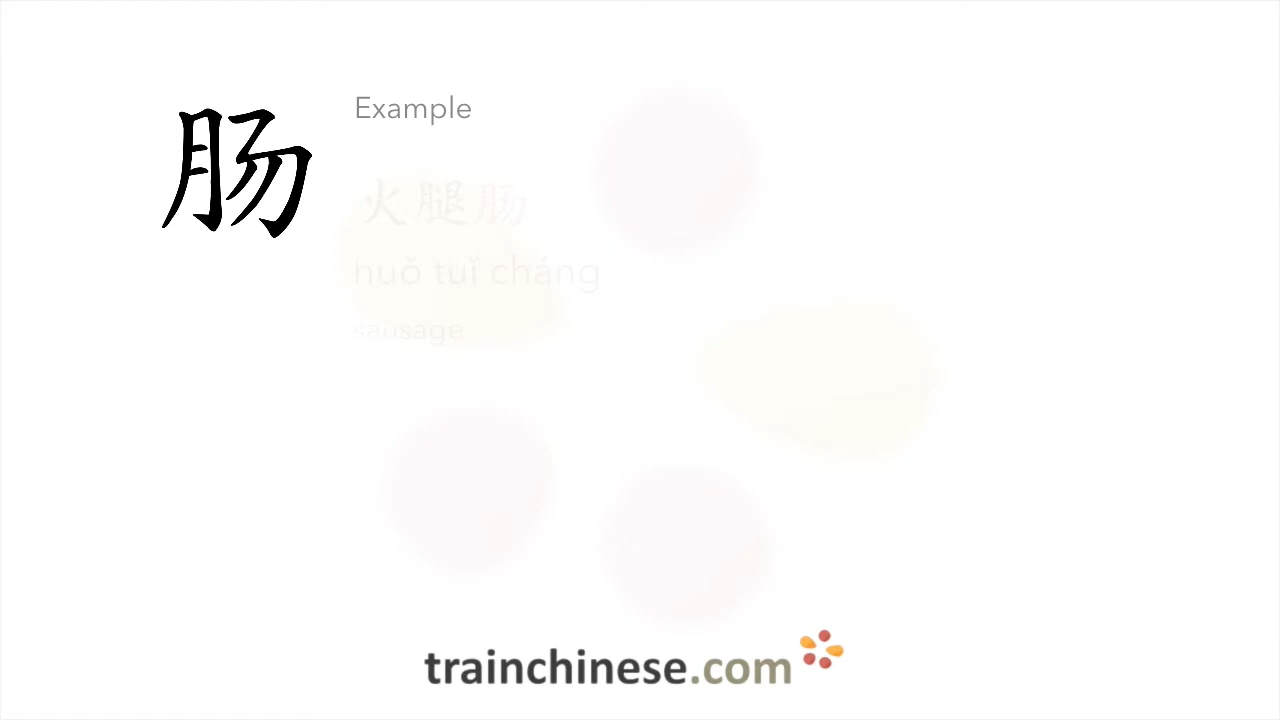 肠
Example
火腿肠
huǒ tuǐ cháng
sausage
trainchinese.com